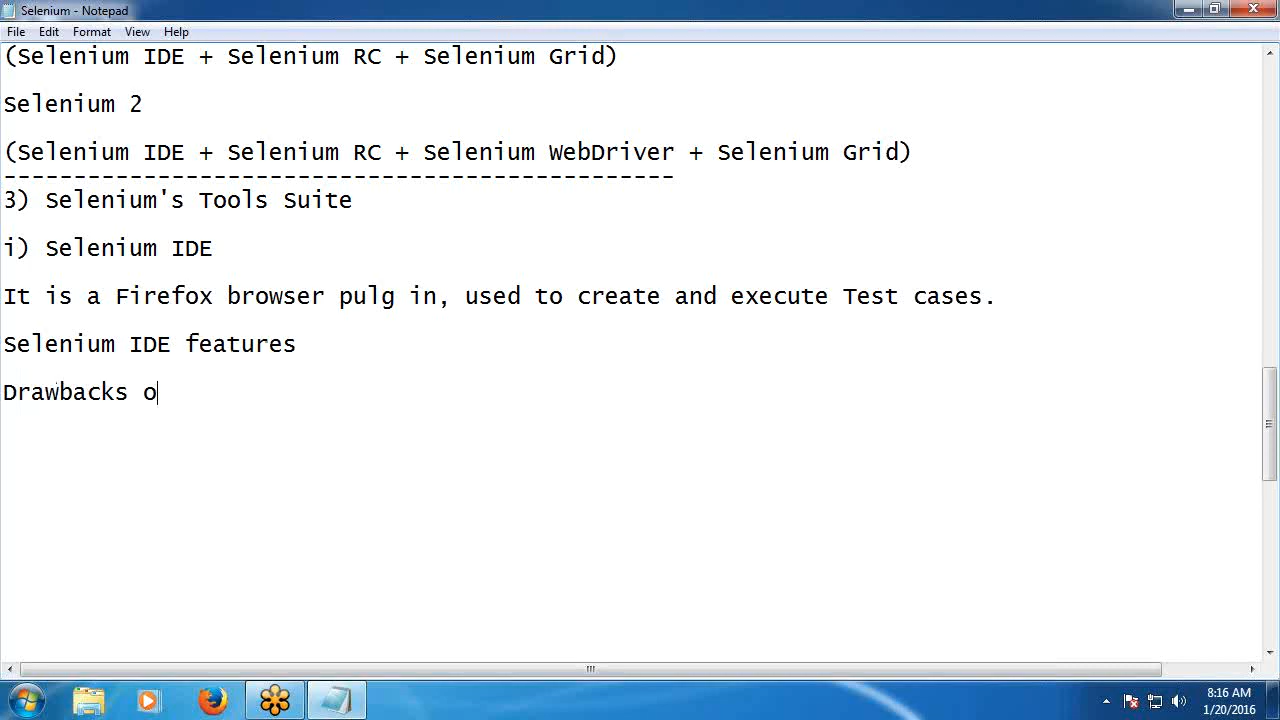 Selenium - Notepad
File Edit Format View Help
(Selenium IDE + Selenium RC + Selenium Grid)
Selenium 2
(Selenium IDE + Selenium RC + Selenium WebDriver + Selenium Grid)
------------------------------------------------
3) Selenium's Tools Suite
i) Selenium IDE
It is a Firefox browser pulg in, used to create and execute Test cases.
Selenium IDE features
Drawbacks o
8:16 AM
1/20/2016